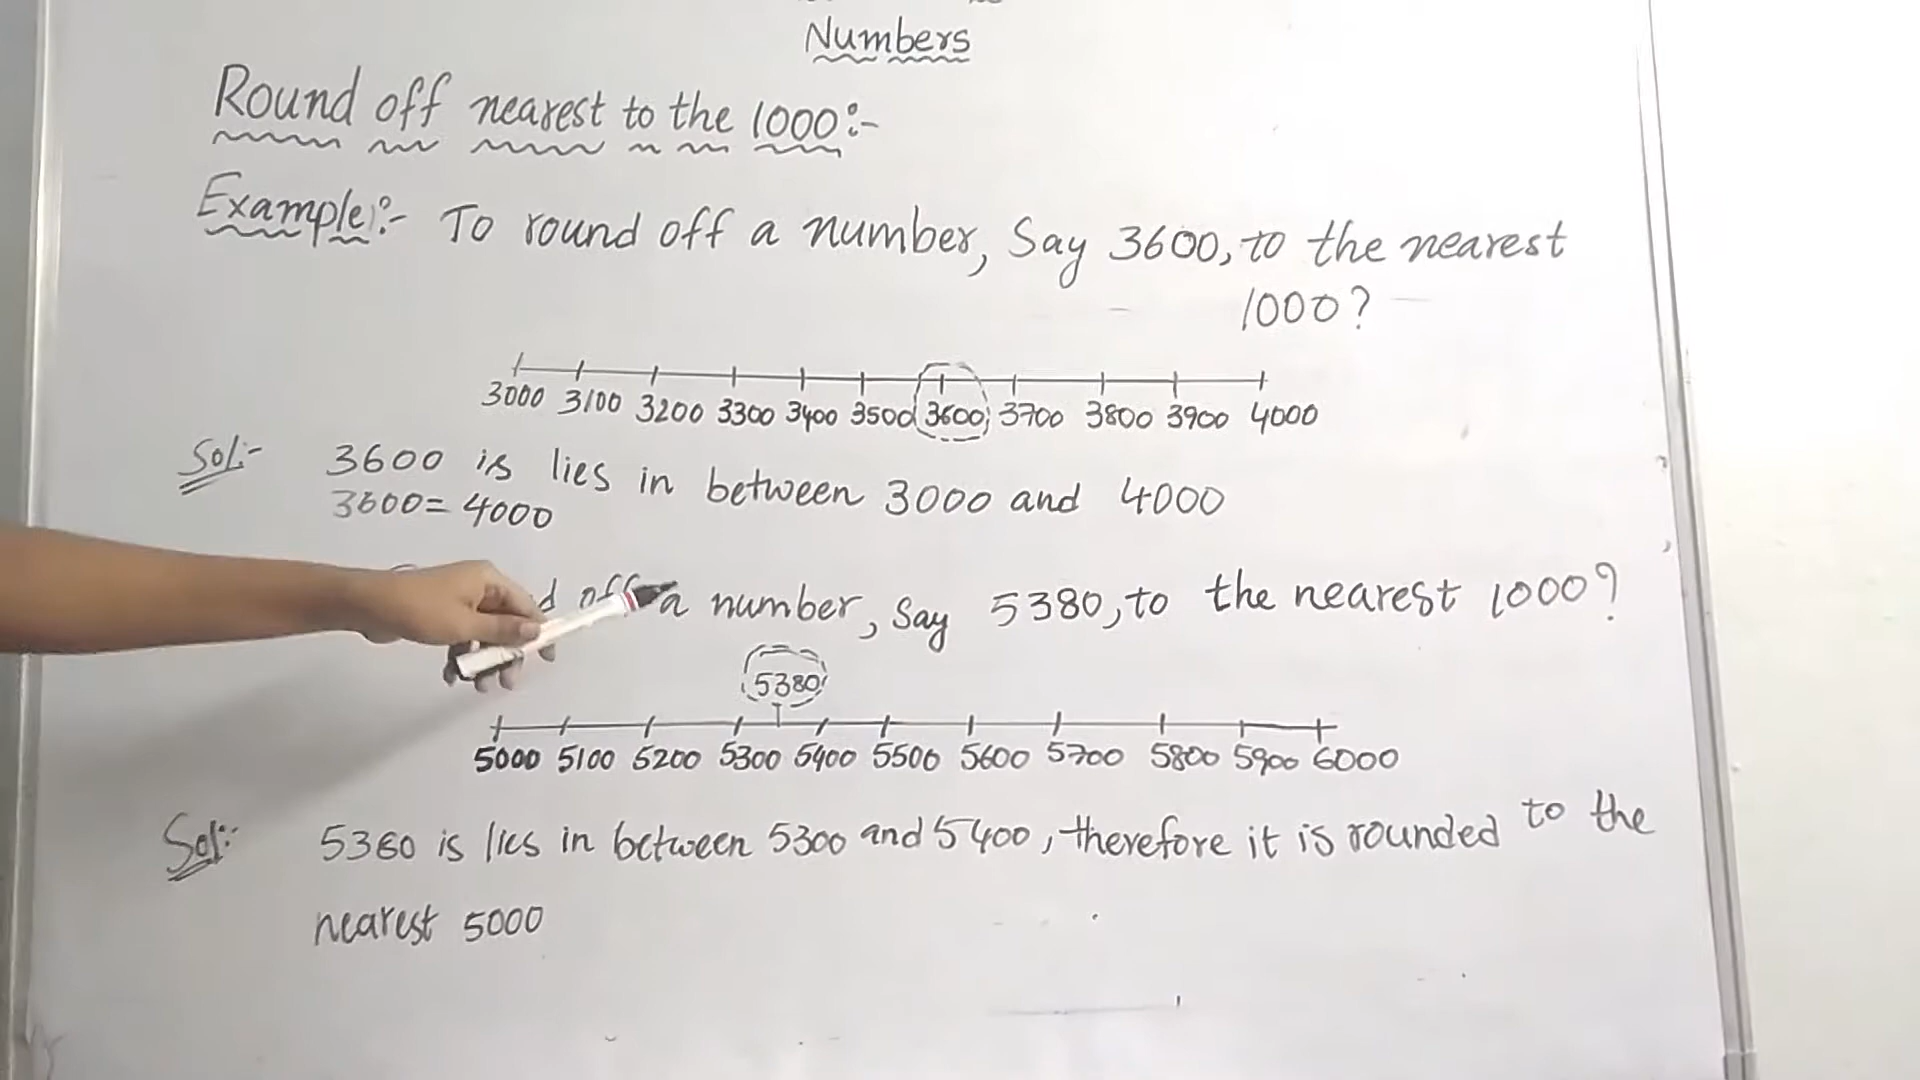 Numbers
Round off nearest to the 1000:-
Example:- To round off a number, Say 3600, to the nearest
1000?
3000 3100 3200 3300 3400 3500 3600 3700 3800 3900 4000
Sol:- 3600 is lies in between 3000 and 4000
3600 = 4000
off a number, Say 5380, to the nearest 1000?
5380
5000 5100 5200 5300 5400 5500 5600 5700 5800 5900 6000
Sol:- 5360 is lies in between 5300 and 5400, therefore it is rounded to the
nearest 5000